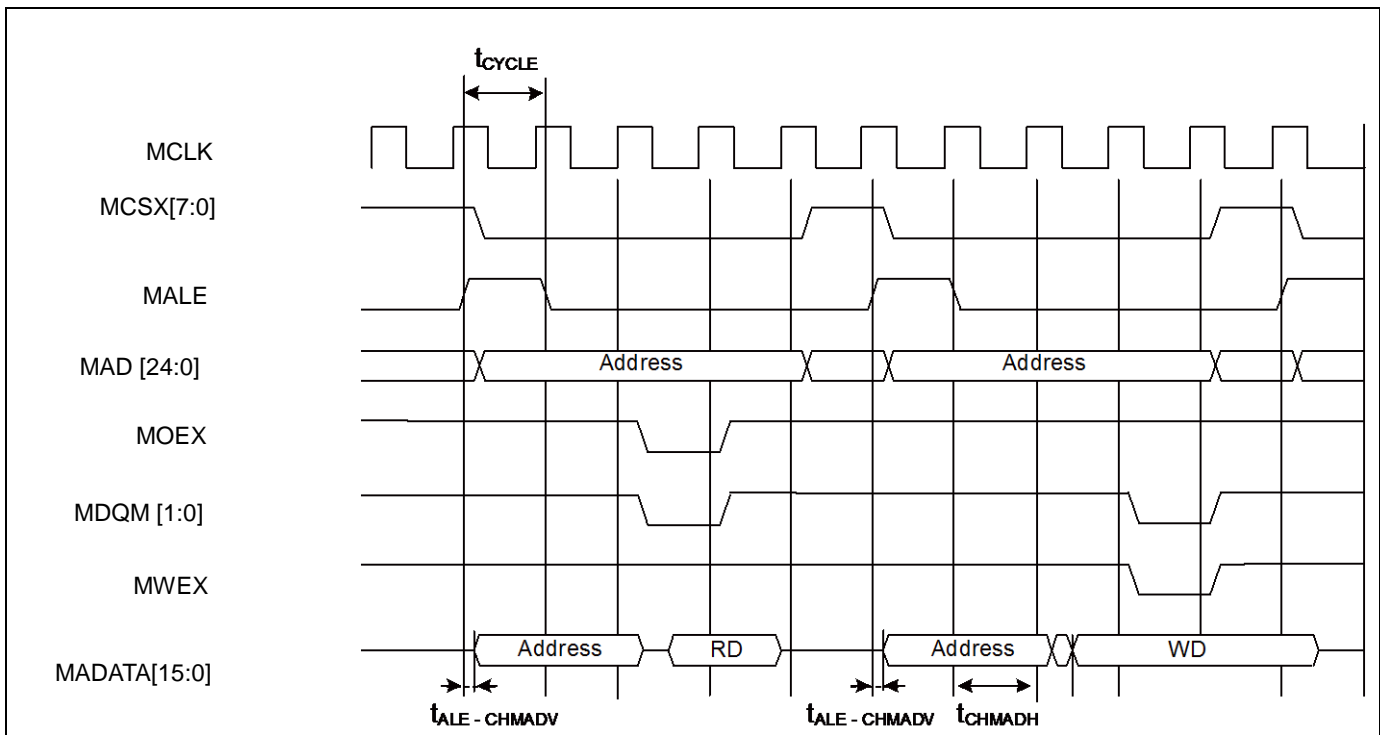 tCYCLE
MCLK
MCSX[7:0]
MALE
MAD [24:0]
Address
Address
MOEX
MDQM [1:0]
MWEX
MADATA[15:0]
Address
RD
Address
WD
tALE - CHMADV
tALE - CHMADV
tCHMADH